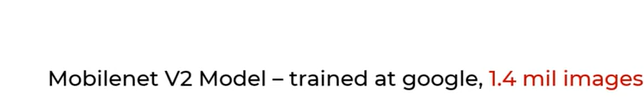 Mobilenet V2 Model – trained at google, 1.4 mil images